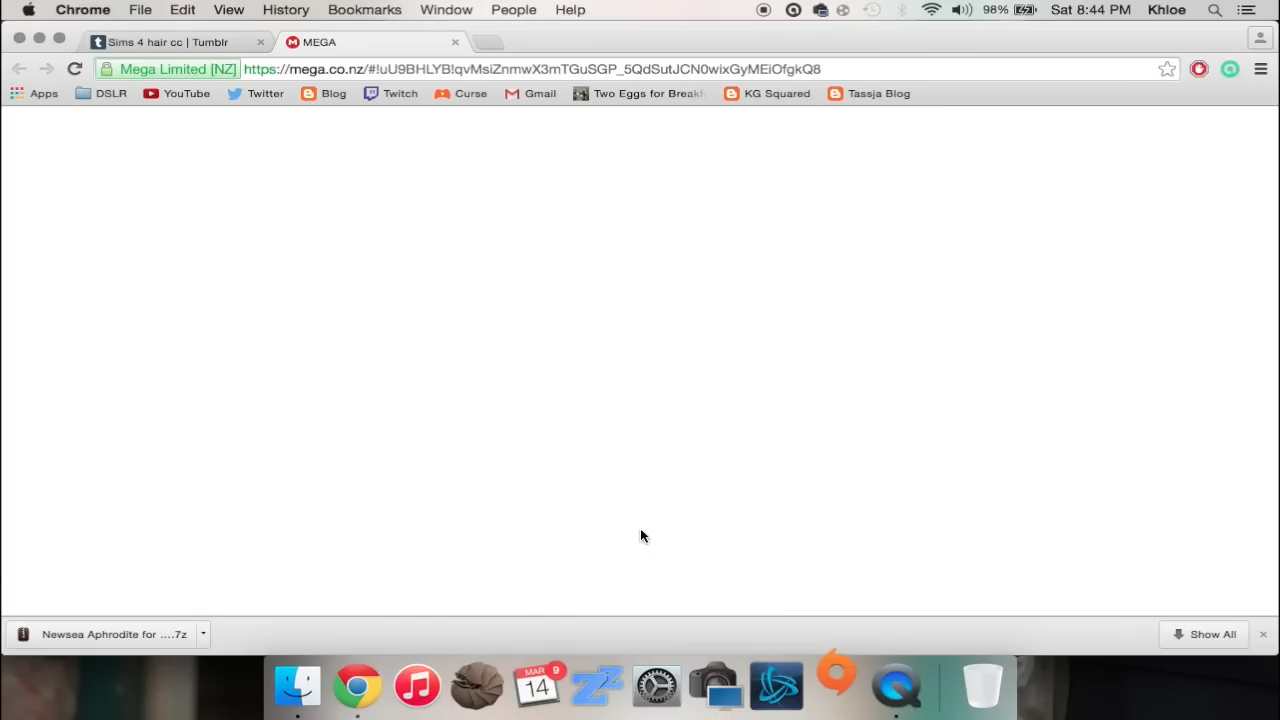 Chrome File Edit View History Bookmarks Window People Help 98% Sat 8:44 PM Khloe
Sims 4 hair cc | Tumblr MEGA
Mega Limited [NZ] https://mega.co.nz/#!uU9BHLYB!qvMsiZnmwX3mTGuSGP_5QdSutJCN0wixGyMEiOfgkQ8
Apps DSLR YouTube Twitter Blog Twitch Curse Gmail Two Eggs for Breakf KG Squared Tassja Blog
Newsea Aphrodite for ....7z Show All
MAR 9
14